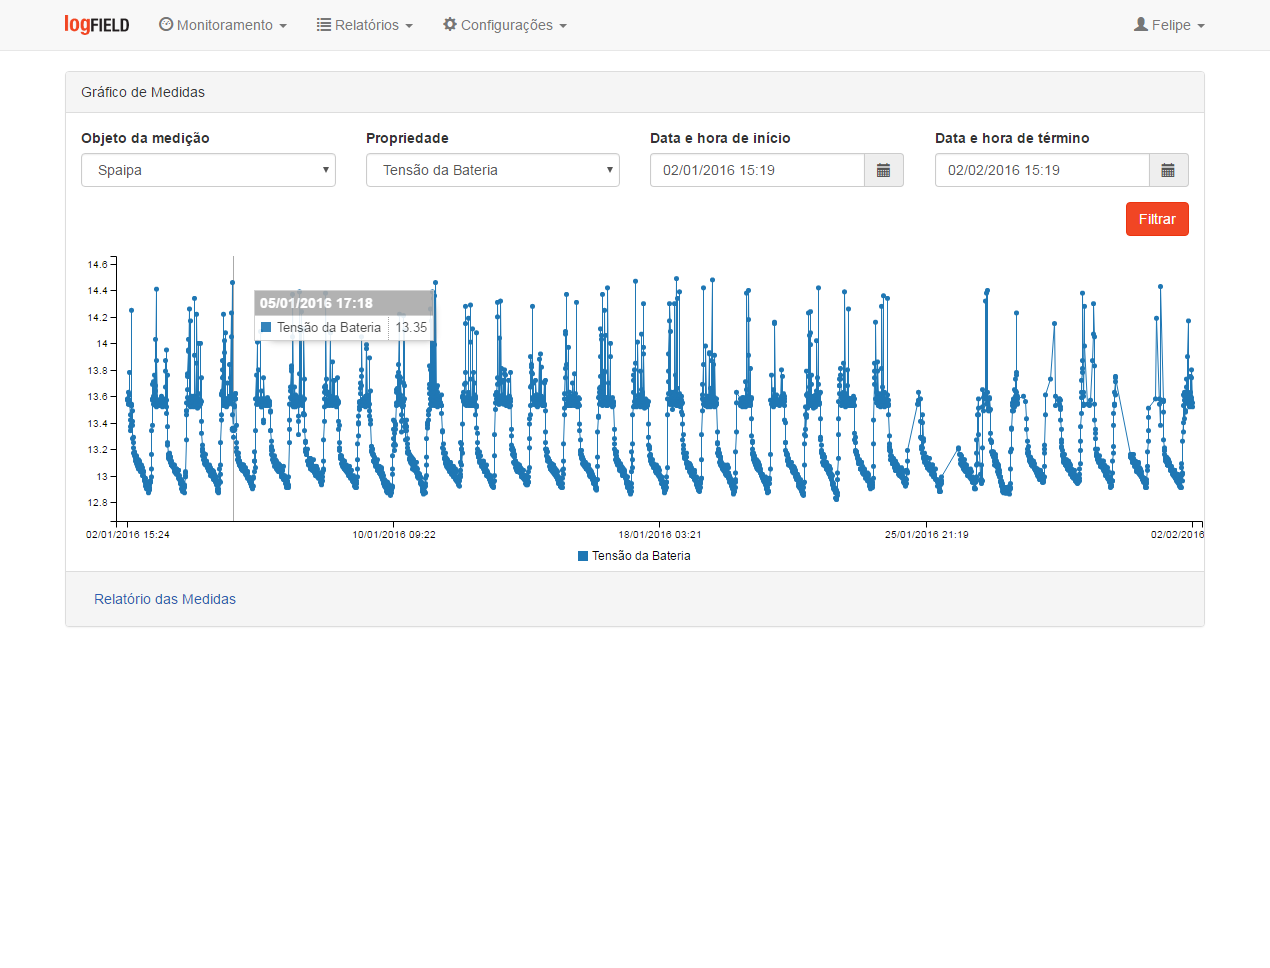 logFIELD Monitoramento Relatórios Configurações Felipe
Gráfico de Medidas
Objeto da medição Propriedade Data e hora de início Data e hora de término
Spaipa Tensão da Bateria 02/01/2016 15:19 02/02/2016 15:19
Filtrar
14.6
14.4
14.2
14
13.8
13.6
13.4
13.2
13
12.8
05/01/2016 17:18
Tensão da Bateria 13.35
02/01/2016 15:24 10/01/2016 09:22 18/01/2016 03:21 25/01/2016 21:19 02/02/2016
Tensão da Bateria
Relatório das Medidas